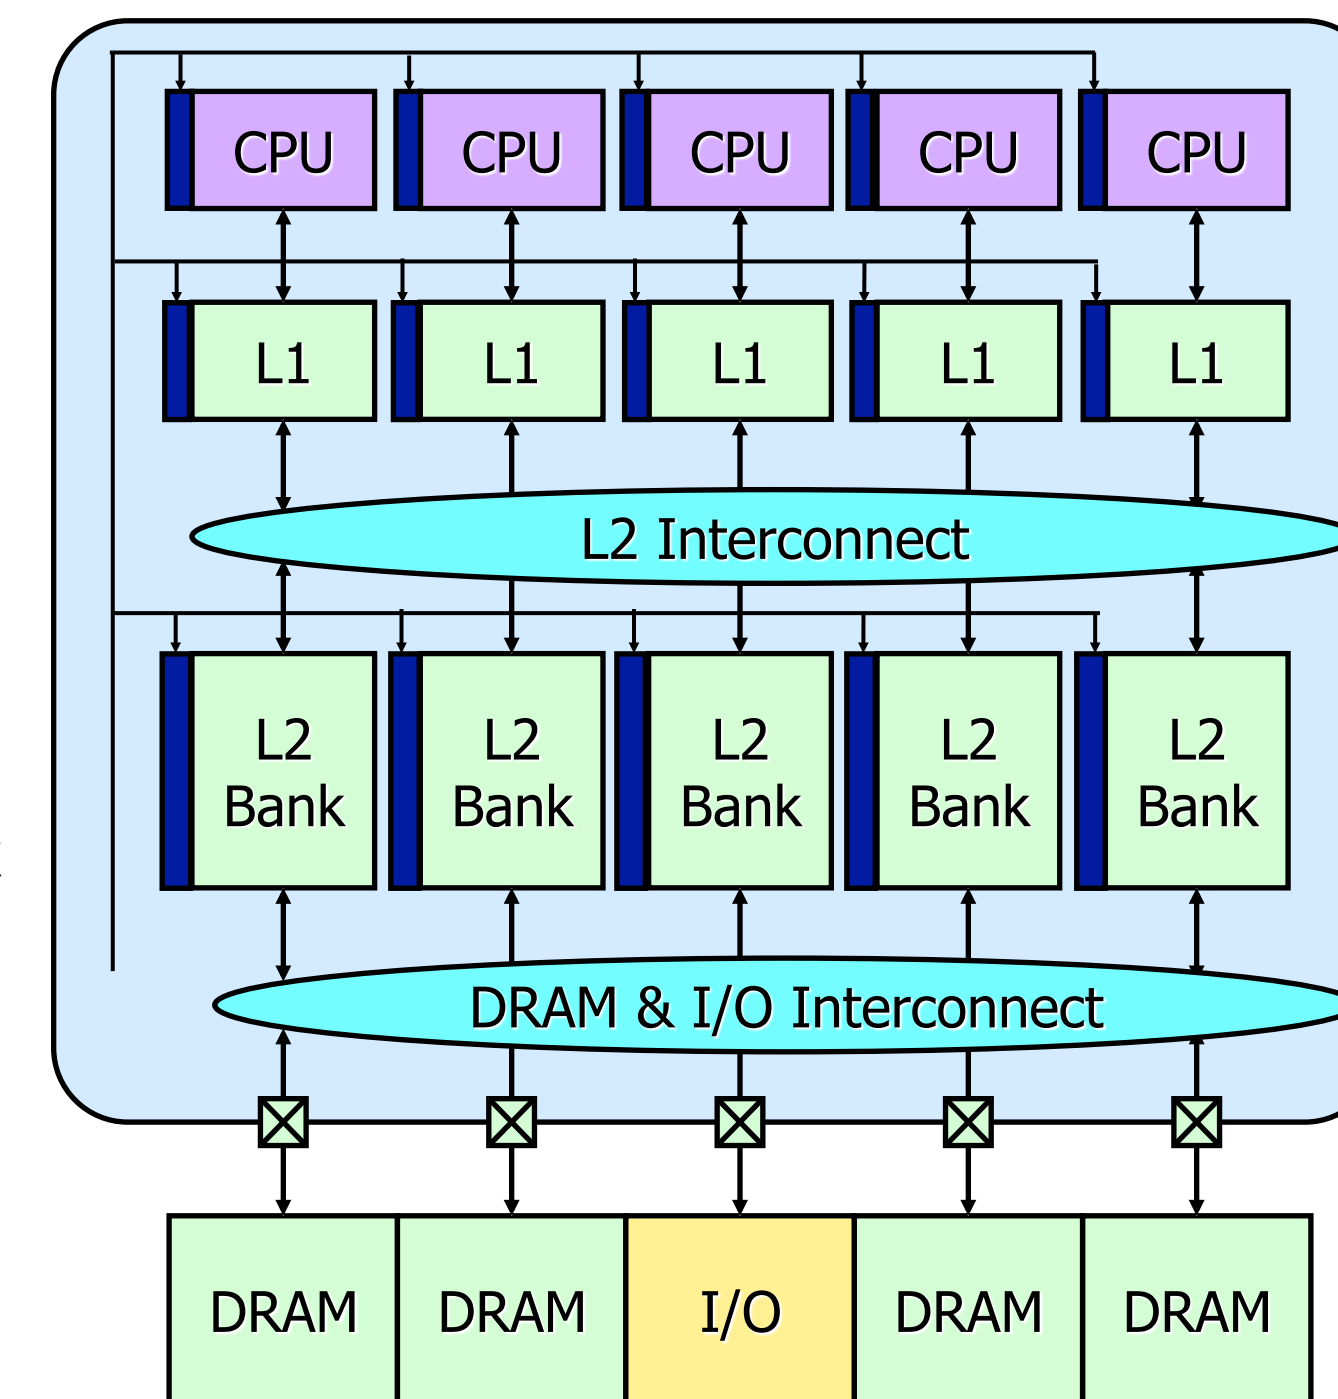 CPU CPU CPU CPU CPU
L1 L1 L1 L1 L1
L2 Interconnect
L2 L2 L2 L2 L2
Bank Bank Bank Bank Bank
DRAM & I/O Interconnect
DRAM DRAM I/O DRAM DRAM